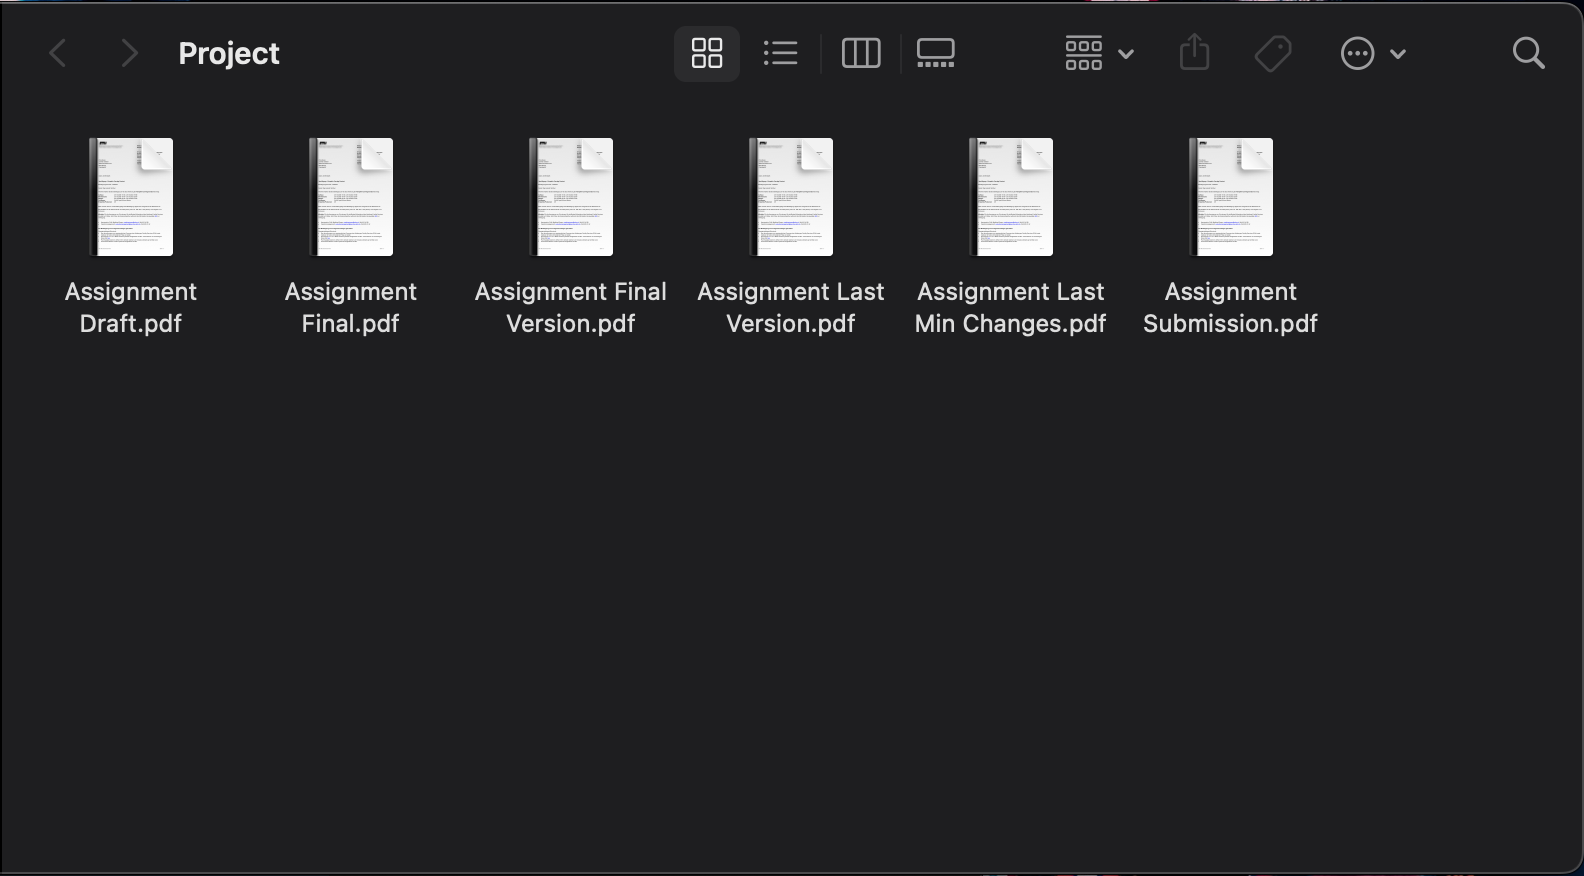 Project
Assignment
Draft.pdf
Assignment
Final.pdf
Assignment Final
Version.pdf
Assignment Last
Version.pdf
Assignment Last
Min Changes.pdf
Assignment
Submission.pdf